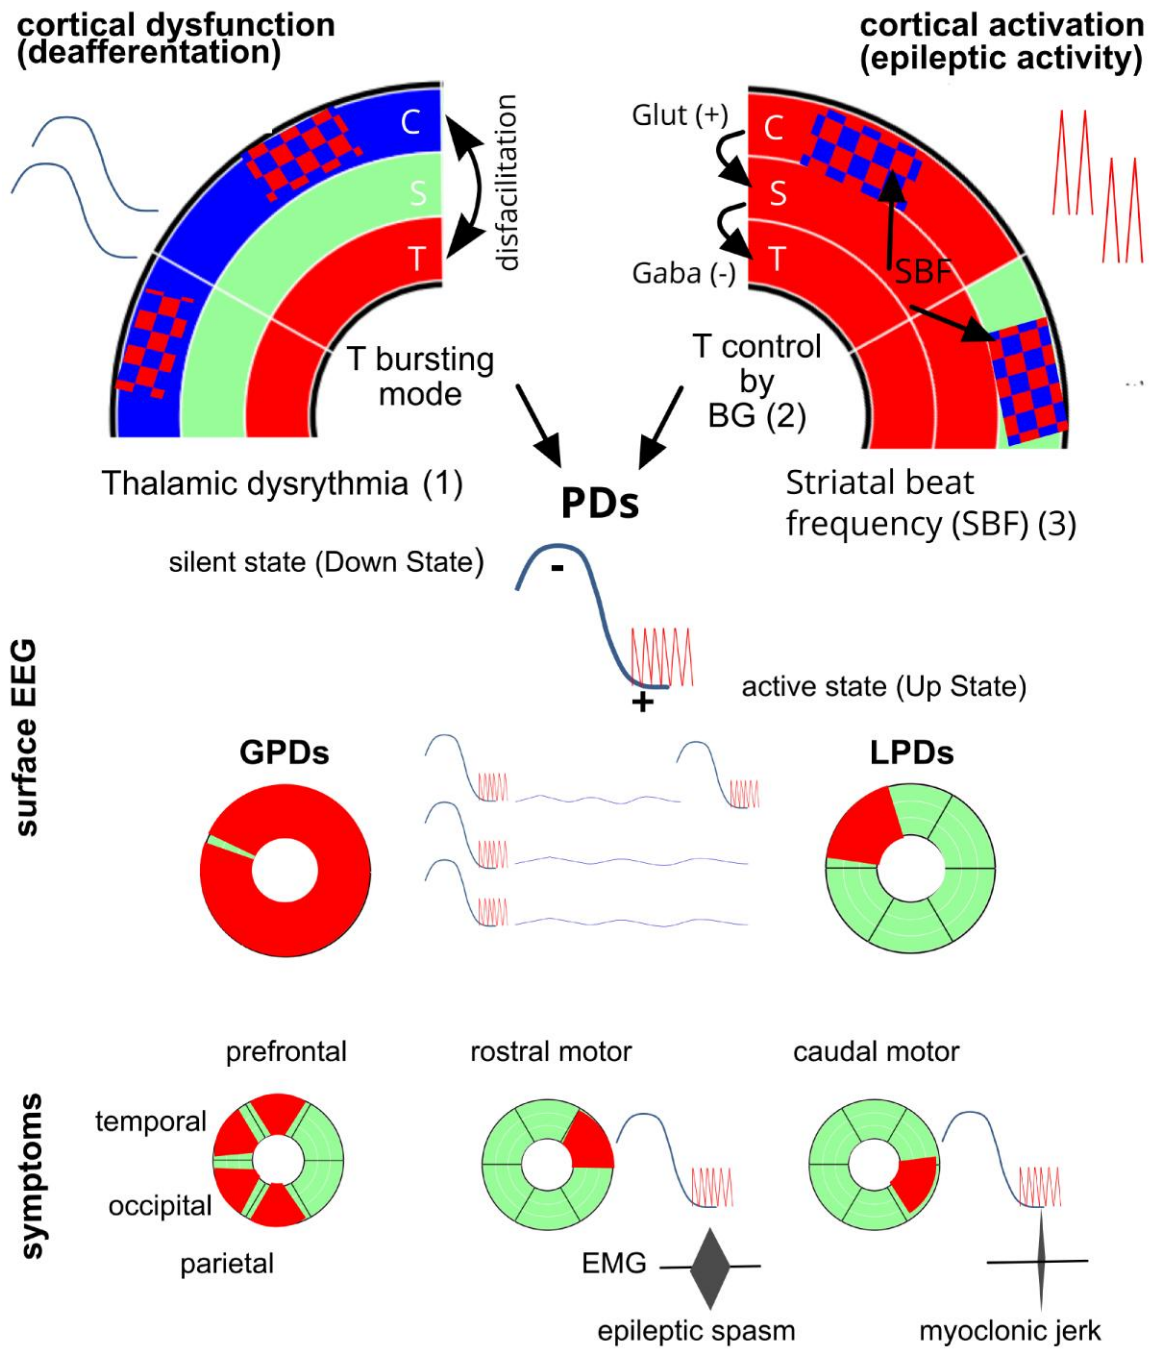 cortical dysfunction
(deafferentation)
cortical activation
(epileptic activity)
C
S
T
disfacilitation
Glut (+)
C
S
T
Gaba (-)
SBF
T bursting
mode
T control
by
BG (2)
Thalamic dysrythmia (1)
PDs
Striatal beat
frequency (SBF) (3)
silent state (Down State)
-
+
active state (Up State)
surface EEG
GPDs
LPDs
symptoms
prefrontal
rostral motor
caudal motor
temporal
occipital
parietal
EMG
epileptic spasm
myoclonic jerk